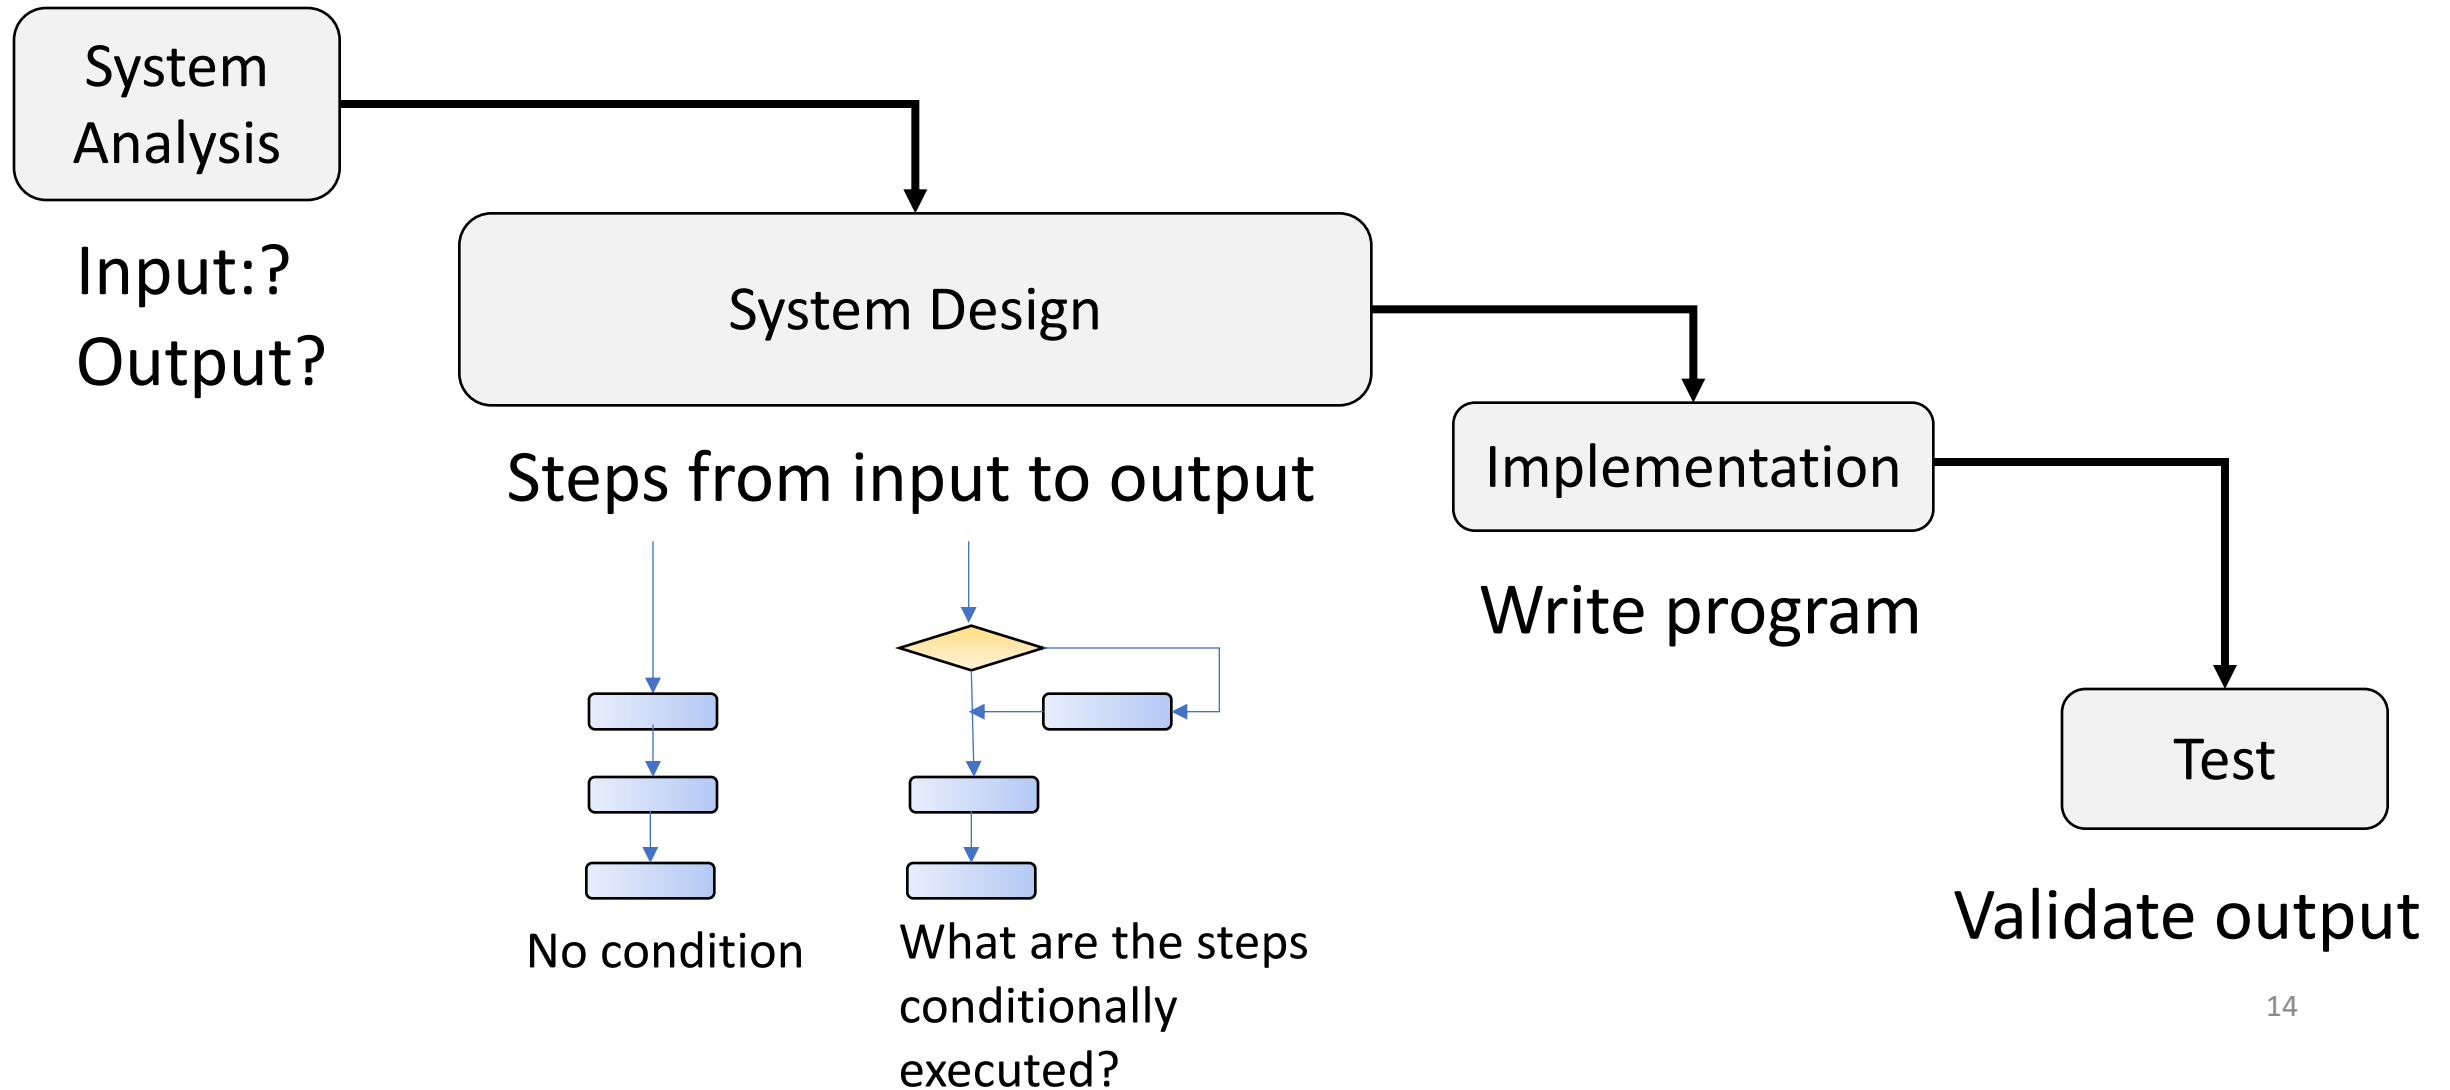 System
Analysis
Input:?
Output?
System Design
Steps from input to output
No condition
What are the steps
conditionally
executed?
Implementation
Write program
Test
Validate output
14